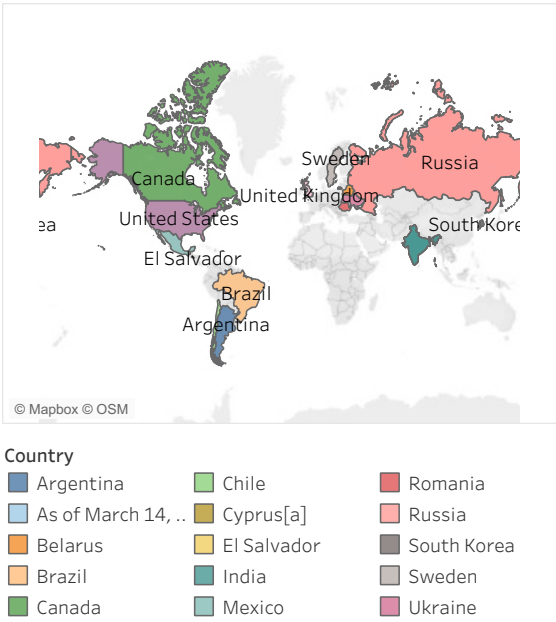 Sweden
Russia
Canada
United Kingdom
United States
ea
South Kore
El Salvador
Brazil
Argentina
© Mapbox © OSM
Country
Argentina
Chile
Romania
As of March 14, ..
Cyprus[a]
Russia
Belarus
El Salvador
South Korea
Brazil
India
Sweden
Canada
Mexico
Ukraine